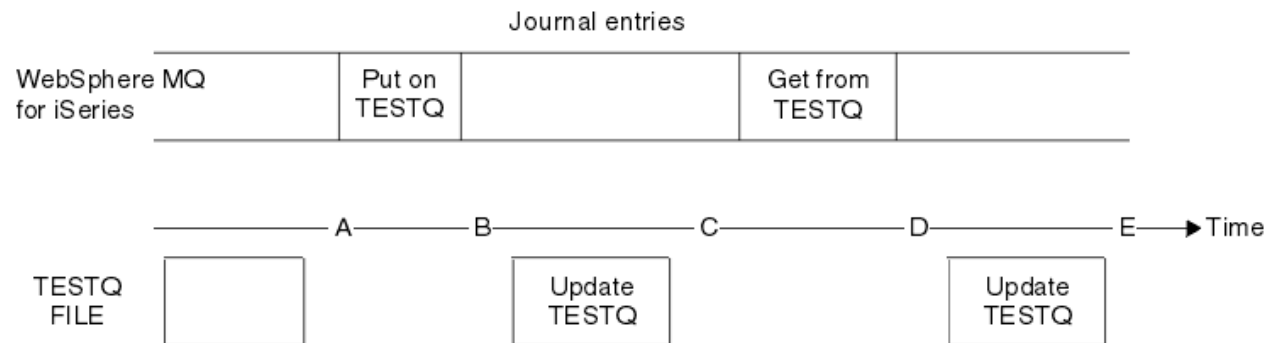 Journal entries
WebSphere MQ
for iSeries
Put on
TESTQ
Get from
TESTQ
A
B
C
D
E
Time
TESTQ
FILE
Update
TESTQ
Update
TESTQ